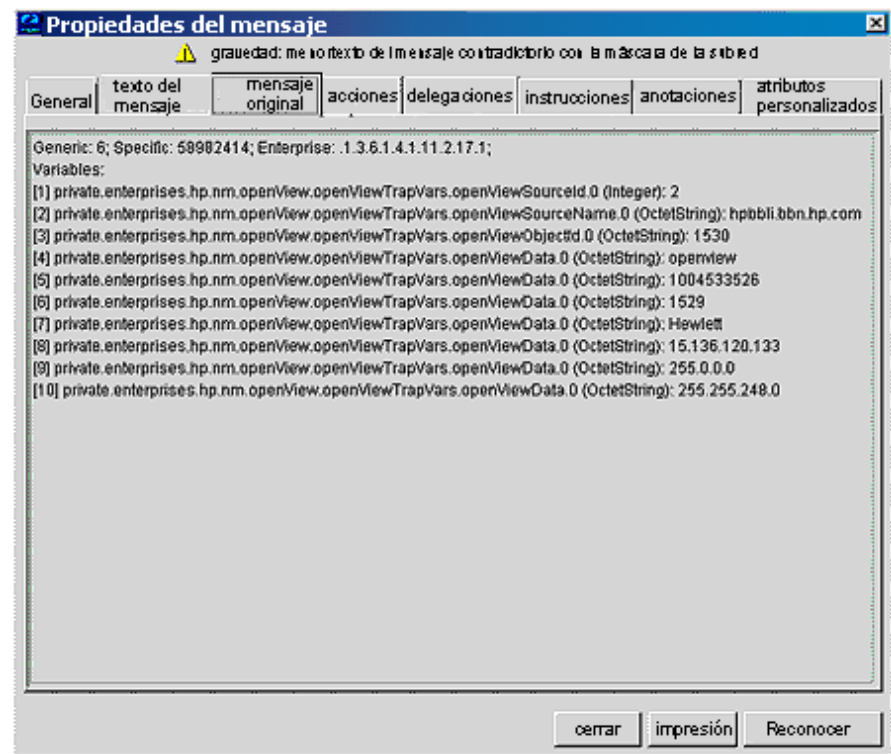 Propiedades del mensaje
gravedad: menor texto del mensaje contradictorio con la máscara de la subred
General texto del mensaje mensaje original acciones delegaciones instrucciones anotaciones atributos personalizados
Generic: 6; Specific: 58982414; Enterprise: .1.3.6.1.4.1.11.2.17.1;
Variables:
[1] private.enterprises.hp.nm.openView.openViewTrapVars.openViewSourceId.0 (Integer): 2
[2] private.enterprises.hp.nm.openView.openViewTrapVars.openViewSourceName.0 (OctetString): hpbbli.bbn.hp.com
[3] private.enterprises.hp.nm.openView.openViewTrapVars.openViewObjectId.0 (OctetString): 1530
[4] private.enterprises.hp.nm.openView.openViewTrapVars.openViewData.0 (OctetString): openview
[5] private.enterprises.hp.nm.openView.openViewTrapVars.openViewData.0 (OctetString): 1004533526
[6] private.enterprises.hp.nm.openView.openViewTrapVars.openViewData.0 (OctetString): 1529
[7] private.enterprises.hp.nm.openView.openViewTrapVars.openViewData.0 (OctetString): Hewlett
[8] private.enterprises.hp.nm.openView.openViewTrapVars.openViewData.0 (OctetString): 15.136.120.133
[9] private.enterprises.hp.nm.openView.openViewTrapVars.openViewData.0 (OctetString): 255.0.0.0
[10] private.enterprises.hp.nm.openView.openViewTrapVars.openViewData.0 (OctetString): 255.255.248.0
cerrar impresión Reconocer